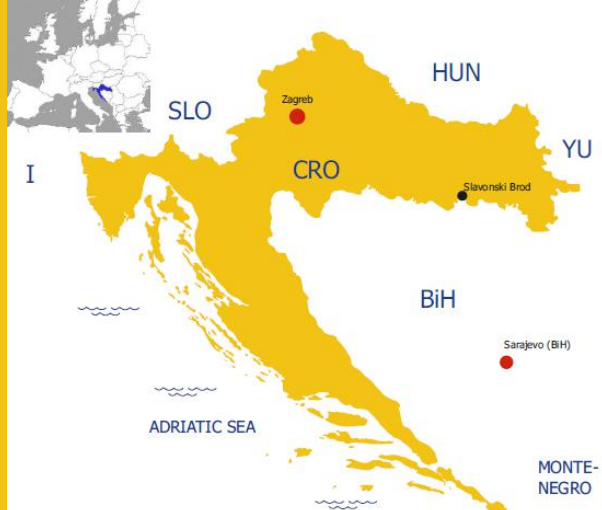 HUN
SLO
Zagreb
YU
I
CRO
Slavonski Brod
BiH
Sarajevo (BiH)
ADRIATIC SEA
MONTE-
NEGRO